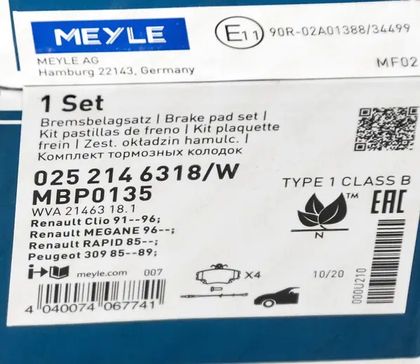 MEYLE
E11 90R-02A01388/34499
MEYLE AG
Hamburg 22143, Germany
MF02
1 Set
Bremsbelagsatz | Brake pad set |
Kit pastillas de freno | Kit plaquette
frein | Zest. okładzin hamulc. |
Комплект тормозных колодок
025 214 6318/W
MBP0135
WVA 21463 18.1
TYPE 1 CLASS B
Renault Clio 91--96;
Renault MEGANE 96--;
Renault RAPID 85--;
Peugeot 309 85--89;
TM
N
EAC
i meyle.com 007
X4
10/20
000U210
4 040074 067741